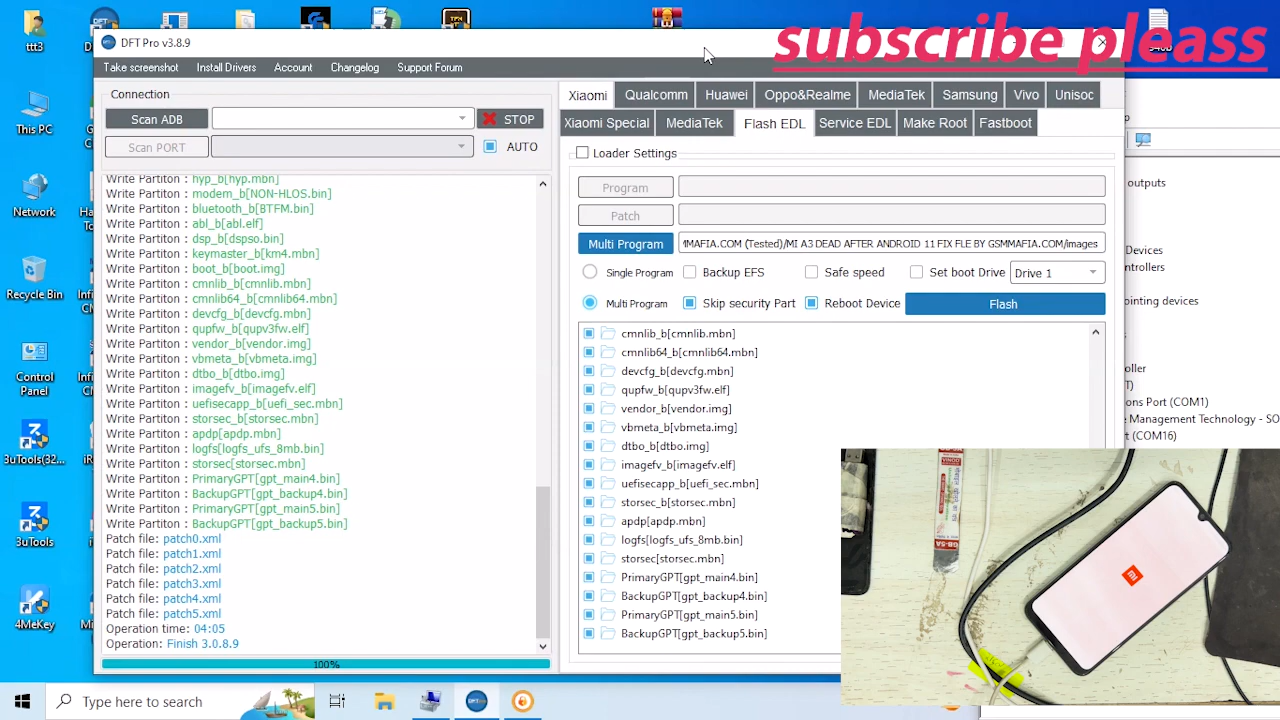 ttt3
subscribe pleass
DFT Pro v3.8.9
Take screenshot Install Drivers Account Changelog Support Forum
Connection
Scan ADB STOP
Scan PORT AUTO
Xiaomi Qualcomm Huawei Oppo&Realme MediaTek Samsung Vivo Unisoc
Xiaomi Special MediaTek Flash EDL Service EDL Make Root Fastboot
Loader Settings
Program
Patch
Multi Program MAFIA.COM (Tested)/MI A3 DEAD AFTER ANDROID 11 FIX FLE BY GSMMAFIA.COM/images
Single Program Backup EFS Safe speed Set boot Drive Drive 1
Multi Program Skip security Part Reboot Device Flash
Write Partiton : hyp_b[hyp.mbn]
Write Partiton : modem_b[NON-HLOS.bin]
Write Partiton : bluetooth_b[BTFM.bin]
Write Partiton : abl_b[abl.elf]
Write Partiton : dsp_b[dspso.bin]
Write Partiton : keymaster_b[km4.mbn]
Write Partiton : boot_b[boot.img]
Write Partiton : cmnlib_b[cmnlib.mbn]
Write Partiton : cmnlib64_b[cmnlib64.mbn]
Write Partiton : devcfg_b[devcfg.mbn]
Write Partiton : qupfw_b[qupv3fw.elf]
Write Partiton : vendor_b[vendor.img]
Write Partiton : vbmeta_b[vbmeta.img]
Write Partiton : dtbo_b[dtbo.img]
Write Partiton : imagefv_b[imagefv.elf]
Write Partiton : uefisecapp_b[uefi_sec.mbn]
Write Partiton : storsec_b[storsec.mbn]
Write Partiton : apdp[apdp.mbn]
Write Partiton : logfs[logfs_ufs_8mb.bin]
Write Partiton : storsec[storsec.mbn]
Write Partiton : PrimaryGPT[gpt_main4.bin]
Write Partiton : BackupGPT[gpt_backup4.bin]
Write Partiton : PrimaryGPT[gpt_main5.bin]
Write Partiton : BackupGPT[gpt_backup5.bin]
Patch file: patch0.xml
Patch file: patch1.xml
Patch file: patch2.xml
Patch file: patch3.xml
Patch file: patch4.xml
Patch file: patch5.xml
Operation time: 04:05
Operation: Finish 3.0.8.9
100%
cmnlib_b[cmnlib.mbn]
cmnlib64_b[cmnlib64.mbn]
devcfg_b[devcfg.mbn]
qupfw_b[qupv3fw.elf]
vendor_b[vendor.img]
vbmeta_b[vbmeta.img]
dtbo_b[dtbo.img]
imagefv_b[imagefv.elf]
uefisecapp_b[uefi_sec.mbn]
storsec_b[storsec.mbn]
apdp[apdp.mbn]
logfs[logfs_ufs_8mb.bin]
storsec[storsec.mbn]
PrimaryGPT[gpt_main4.bin]
BackupGPT[gpt_backup4.bin]
PrimaryGPT[gpt_main5.bin]
BackupGPT[gpt_backup5.bin]
This PC
Network
Recycle Bin
Control
Panel
3uTools(32...
3uTools
4MeKey
outputs
Devices
ointing devices
Ports Port (COM1)
e Management Technology - SO
rt (COM16)
Type here to search